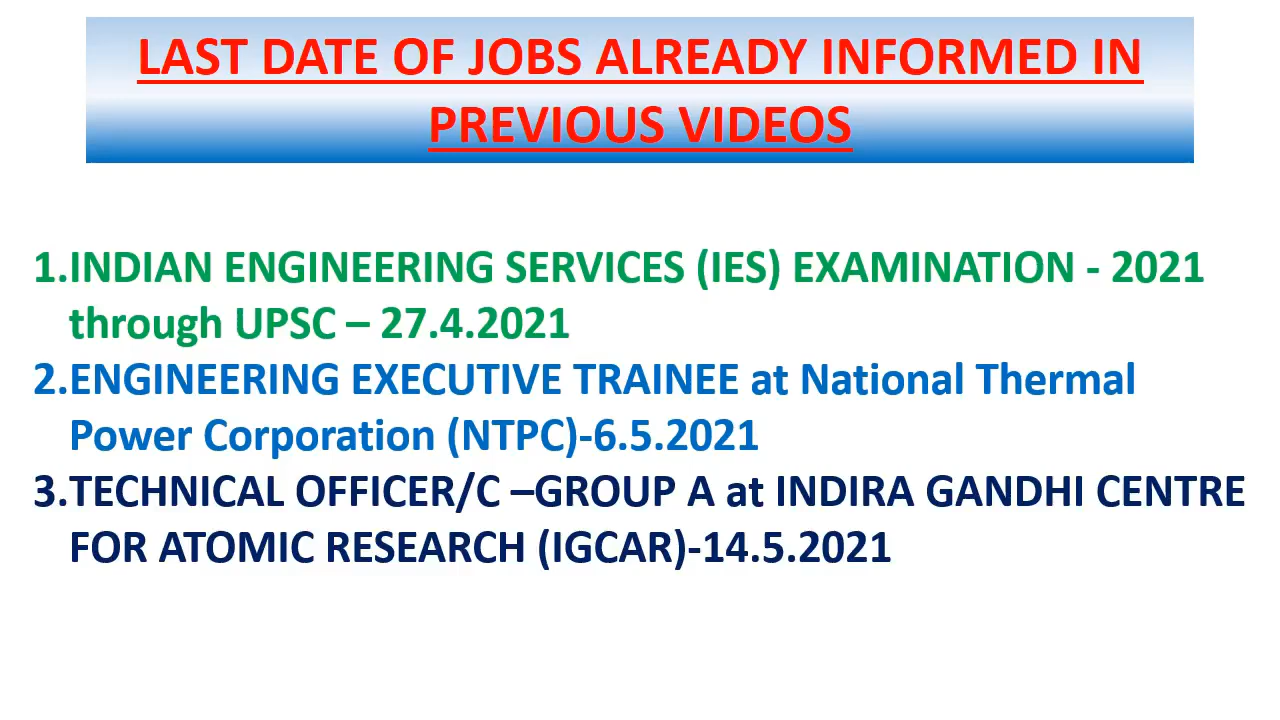 LAST DATE OF JOBS ALREADY INFORMED IN
PREVIOUS VIDEOS
1.INDIAN ENGINEERING SERVICES (IES) EXAMINATION - 2021
through UPSC – 27.4.2021
2.ENGINEERING EXECUTIVE TRAINEE at National Thermal
Power Corporation (NTPC)-6.5.2021
3.TECHNICAL OFFICER/C –GROUP A at INDIRA GANDHI CENTRE
FOR ATOMIC RESEARCH (IGCAR)-14.5.2021